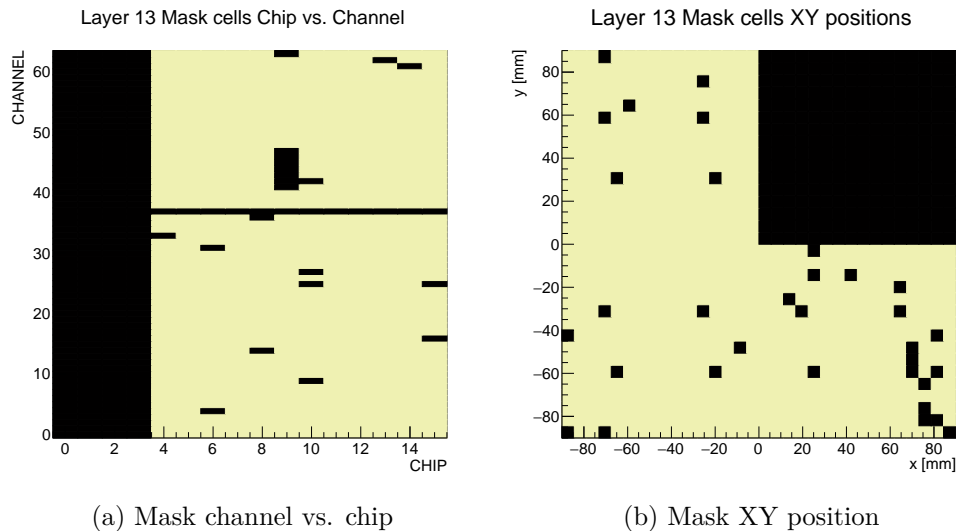 Layer 13 Mask cells Chip vs. Channel
CHANNEL
60
50
40
30
20
10
0
0 2 4 6 8 10 12 14
CHIP
(a) Mask channel vs. chip
Layer 13 Mask cells XY positions
y [mm]
80
60
40
20
0
−20
−40
−60
−80
−80 −60 −40 −20 0 20 40 60 80
x [mm]
(b) Mask XY position